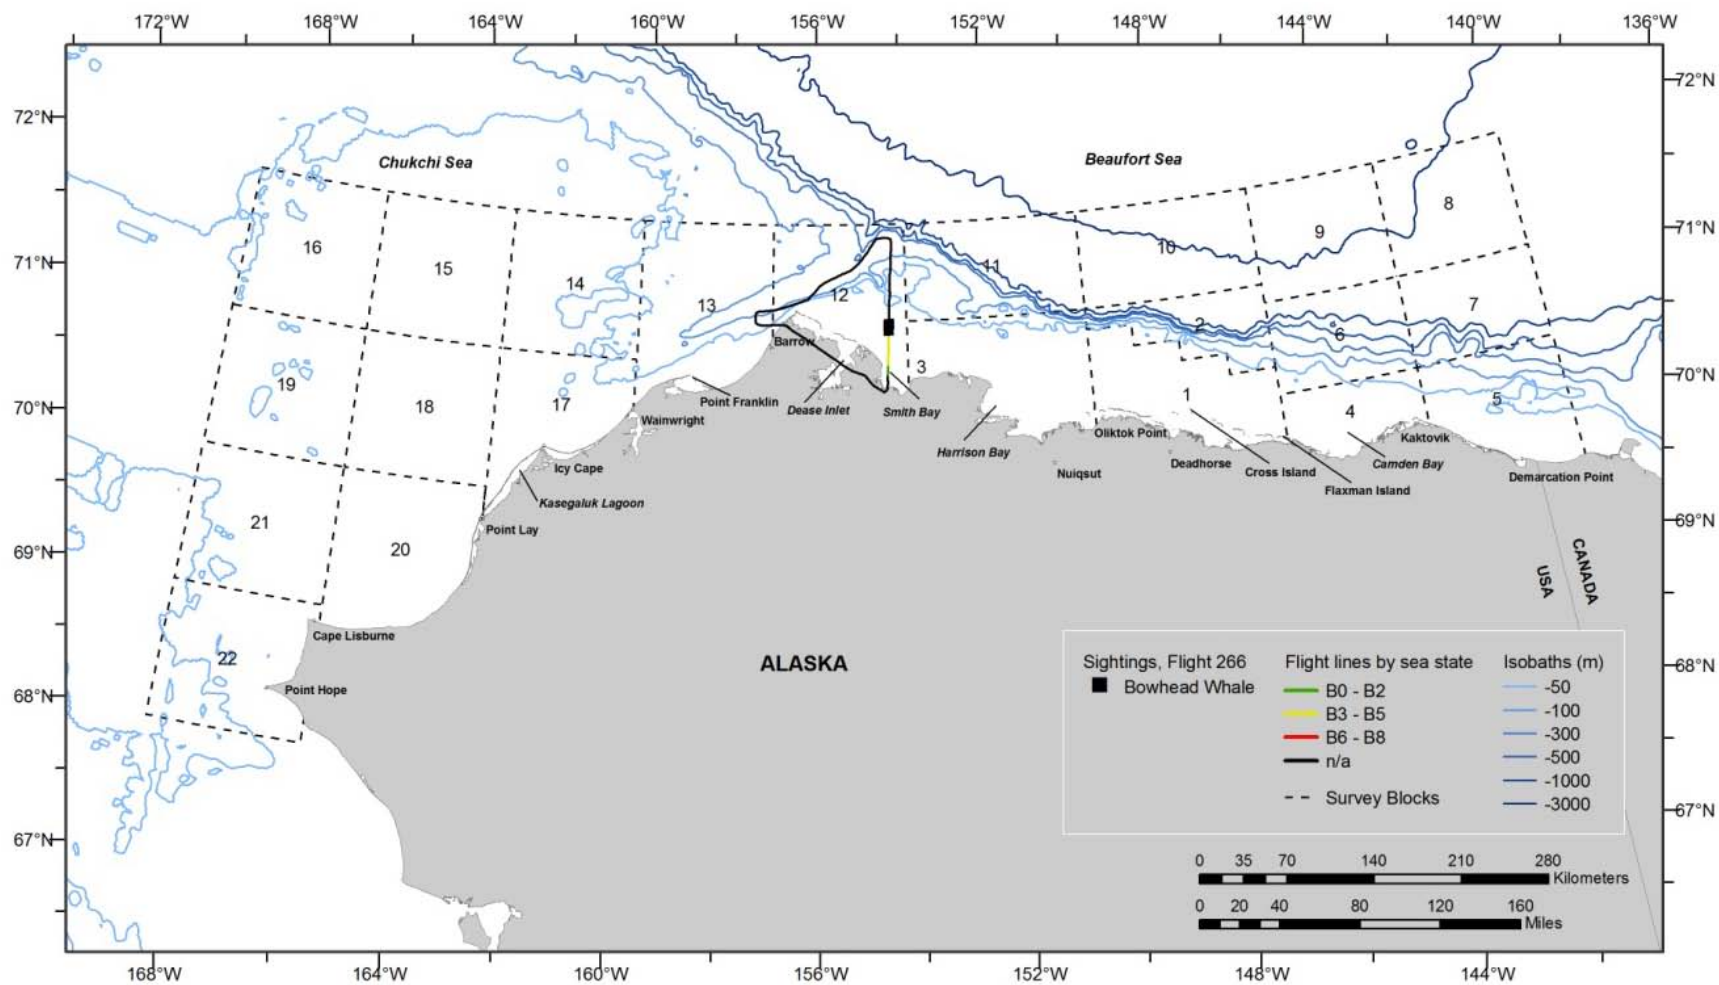 172°W 168°W 164°W 160°W 156°W 152°W 148°W 144°W 140°W 136°W
72°N 72°N
Chukchi Sea Beaufort Sea
8
9
16 10 71°N
15 11
71°N 14
12
13 7
2 6
Barrow
3 70°N
19
18 17 Point Franklin Dease Inlet Smith Bay 1 4 5
70°N
Wainwright Oliktok Point Kaktovik
Harrison Bay
Icy Cape Nuiqsut Deadhorse Cross Island Camden Bay
Flaxman Island Demarcation Point
Kasegaluk Lagoon
21 Point Lay 69°N
20
69°N
CANADA
USA
Cape Lisburne
22 ALASKA
68°N
Point Hope
68°N
Sightings, Flight 266
Bowhead Whale
Flight lines by sea state
B0 - B2
B3 - B5
B6 - B8
n/a
Survey Blocks
Isobaths (m)
-50
-100
-300
-500
-1000
-3000
67°N
67°N
0 35 70 140 210 280
Kilometers
0 20 40 80 120 160
Miles
168°W 164°W 160°W 156°W 152°W 148°W 144°W